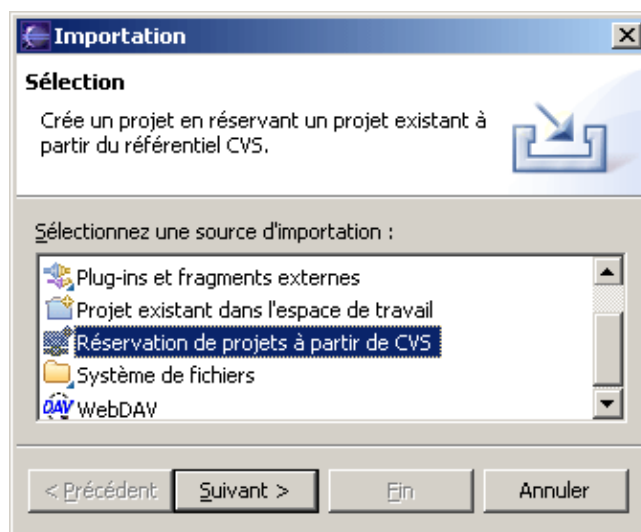 Importation
Sélection
Crée un projet en réservant un projet existant à
partir du référentiel CVS.
Sélectionnez une source d'importation :
Plug-ins et fragments externes
Projet existant dans l'espace de travail
Réservation de projets à partir de CVS
Système de fichiers
DAV WebDAV
< Précédent Suivant > Fin Annuler